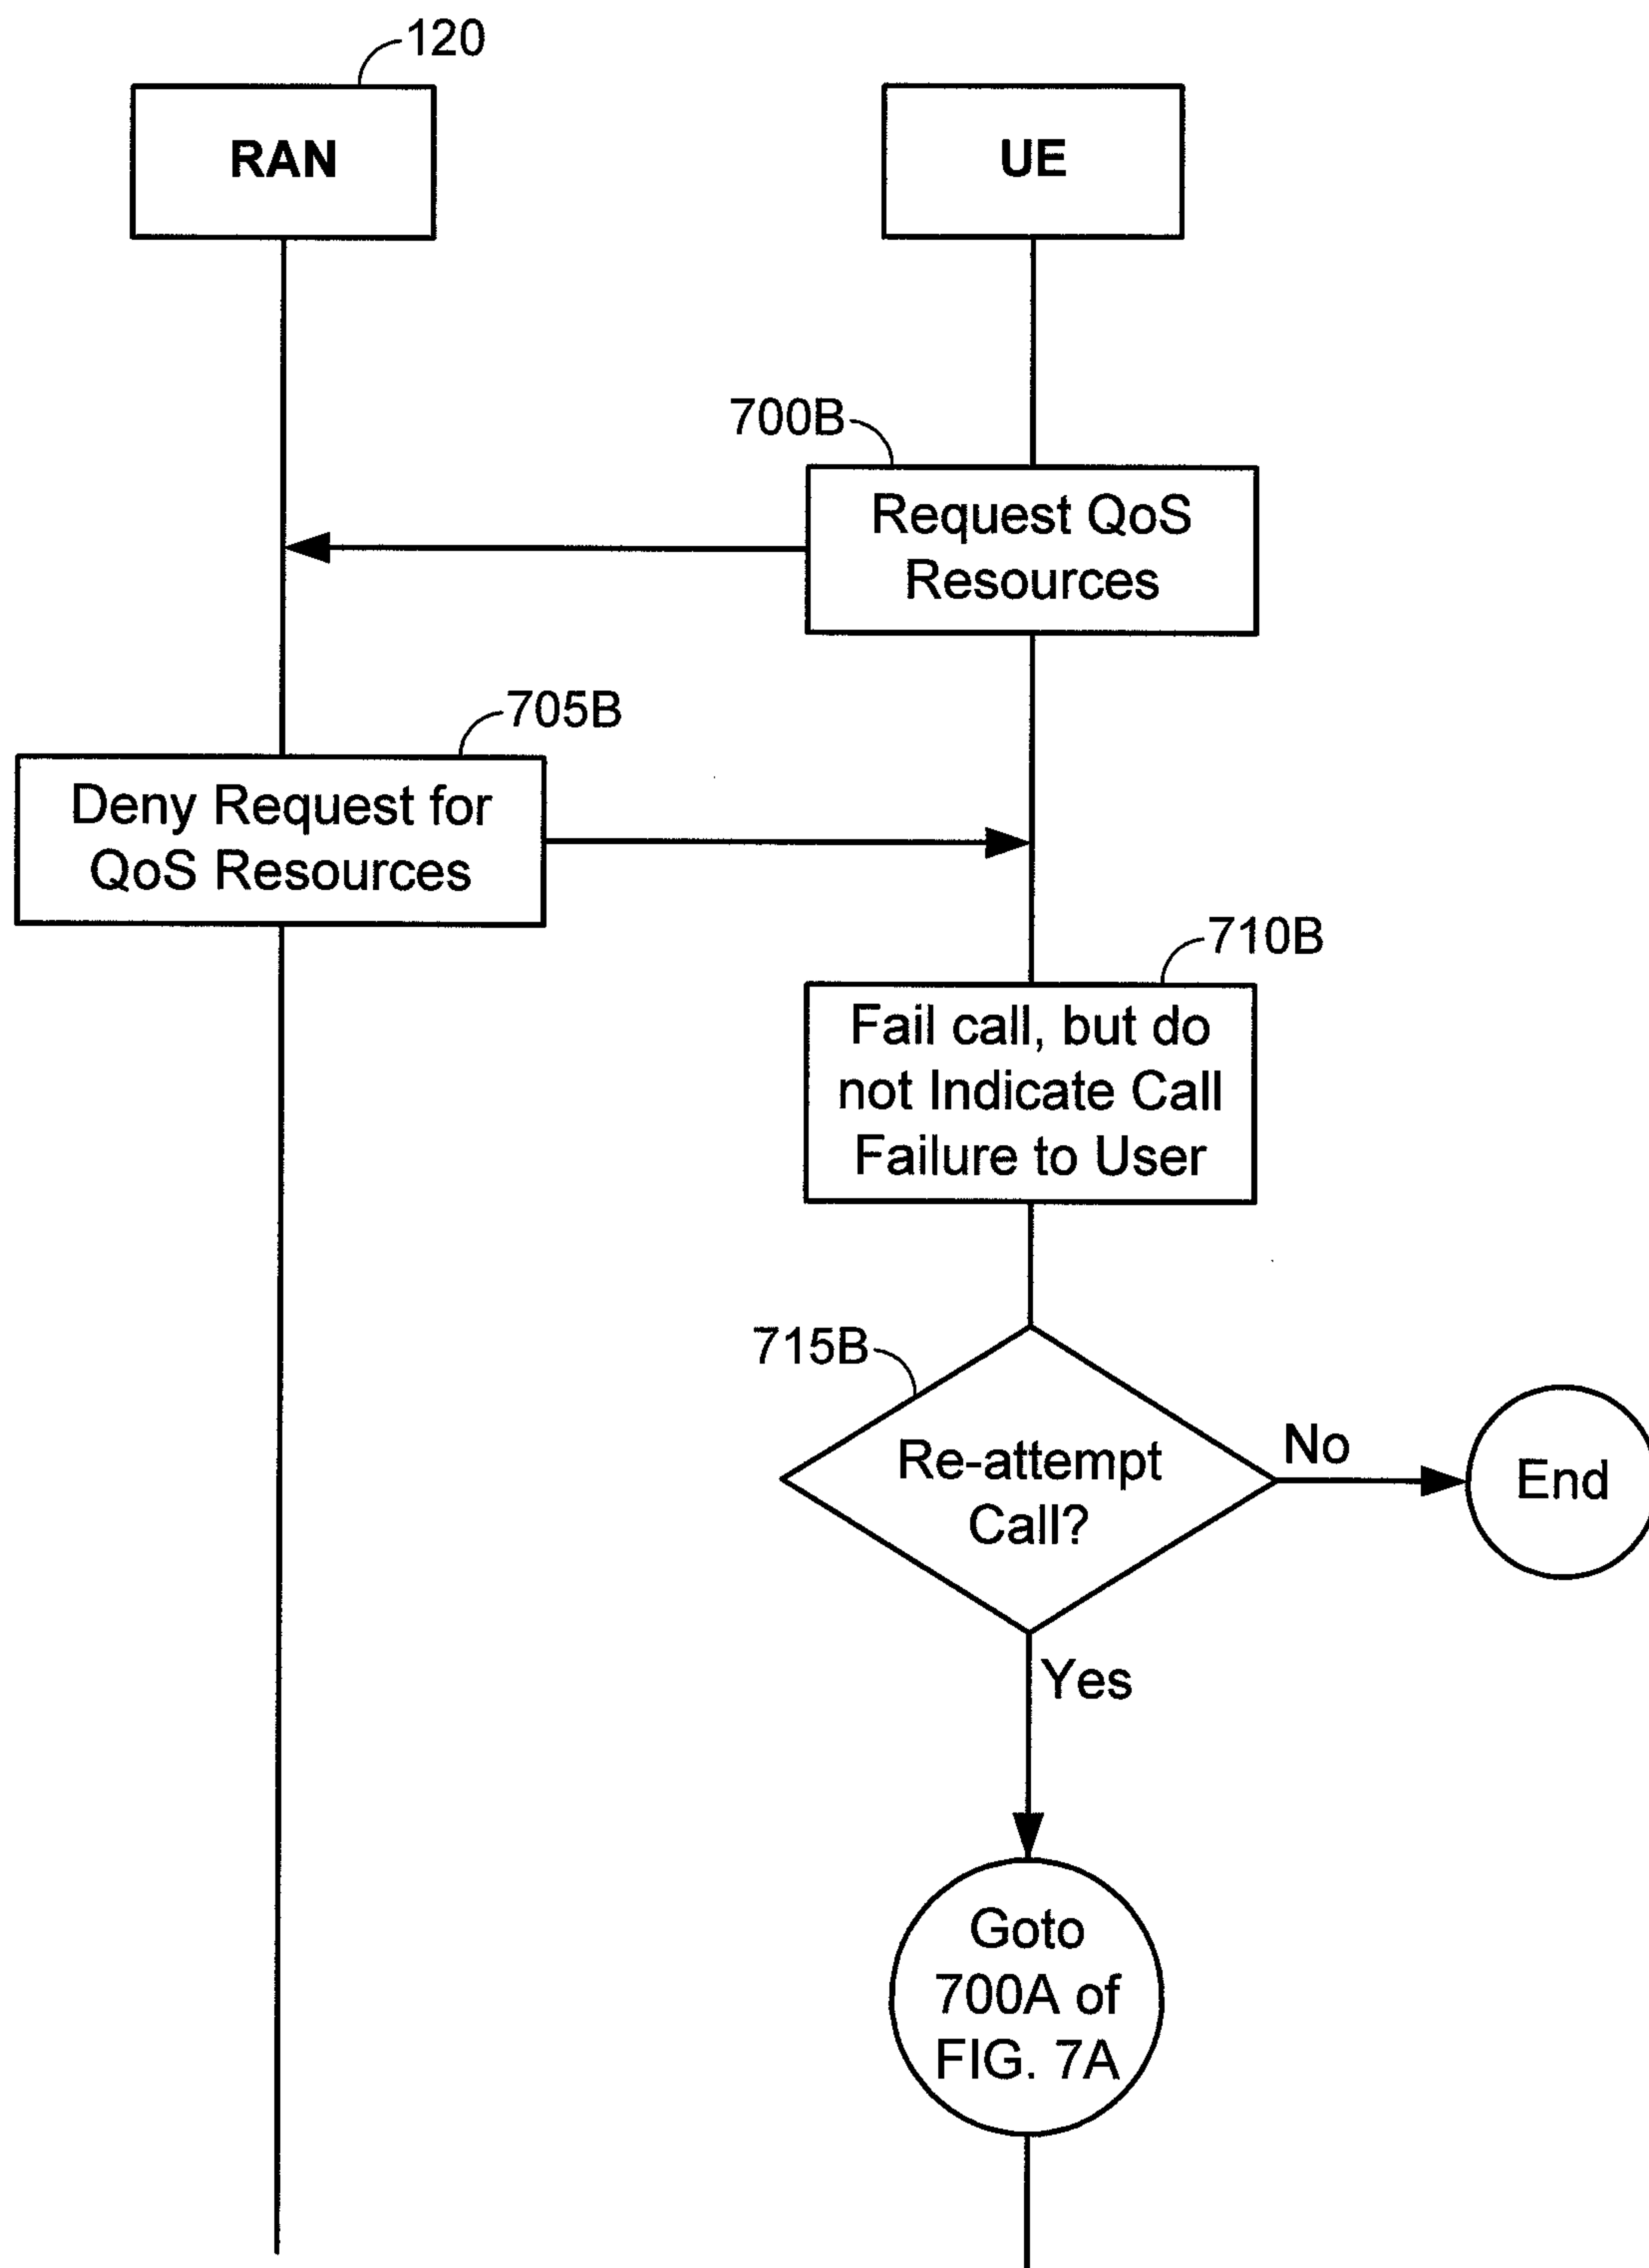 120
RAN
UE
700B
Request QoS
Resources
705B
Deny Request for
QoS Resources
710B
Fail call, but do
not Indicate Call
Failure to User
715B
Re-attempt
Call?
No
End
Yes
Goto
700A of
FIG. 7A